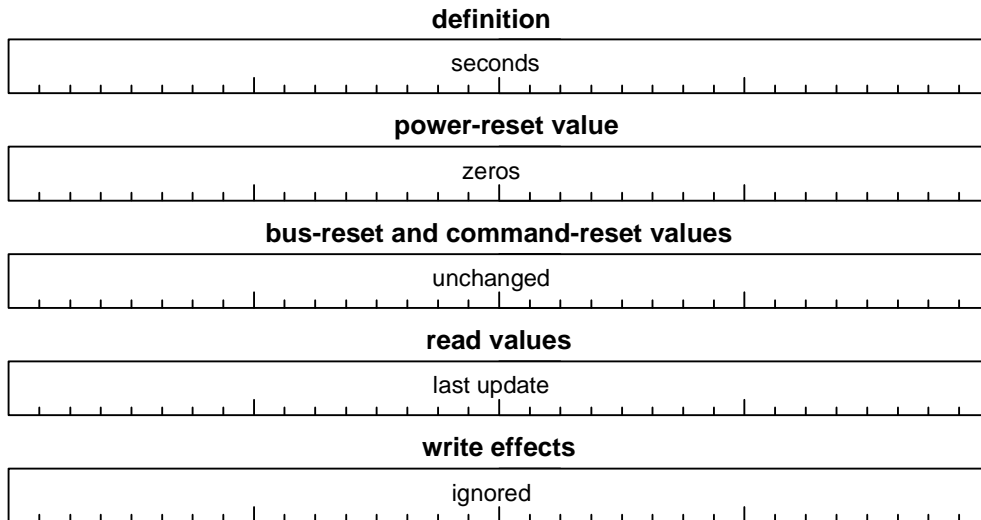 definition
seconds
power-reset value
zeros
bus-reset and command-reset values
unchanged
read values
last update
write effects
ignored